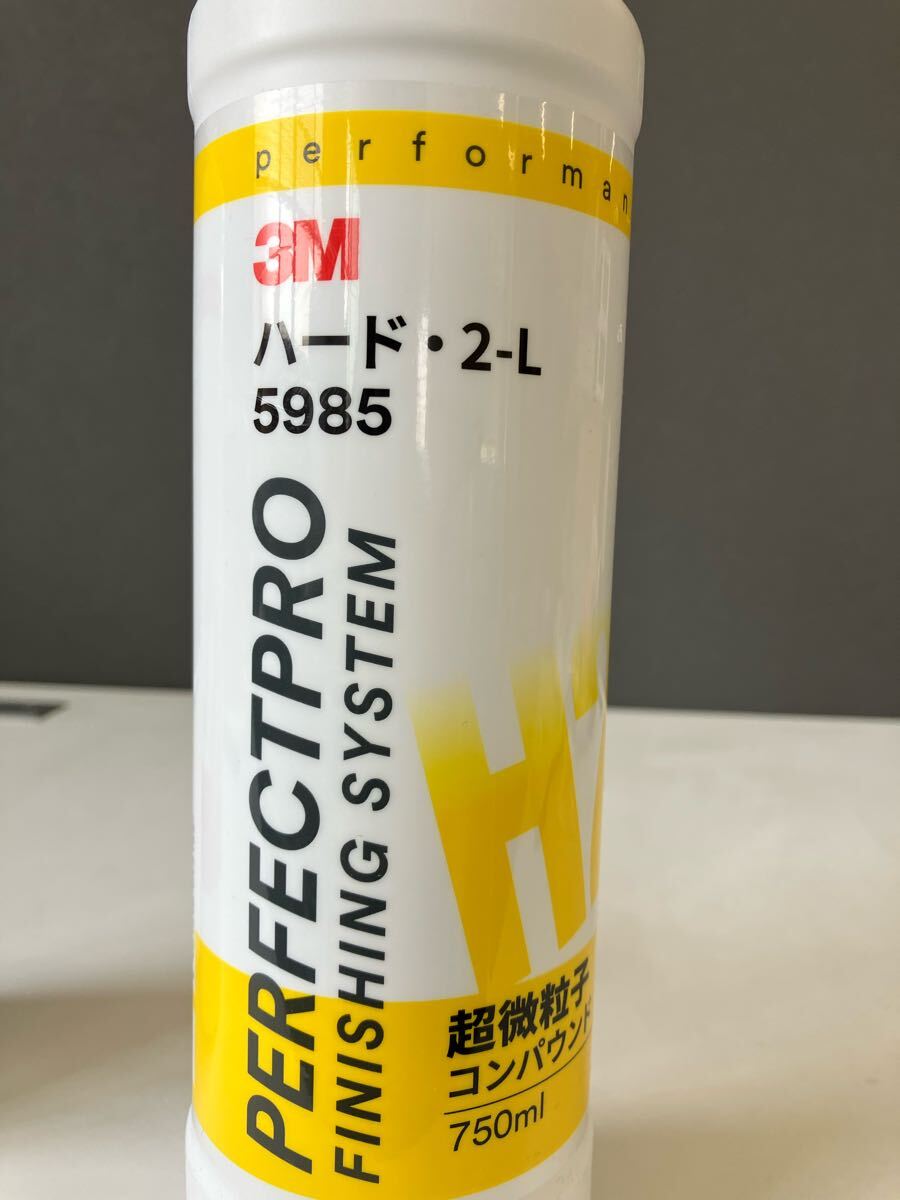 performan
3M
ハード・2-L
5985
PERFECTPRO
FINISHING SYSTEM
超微粒子
コンパウンド
750ml